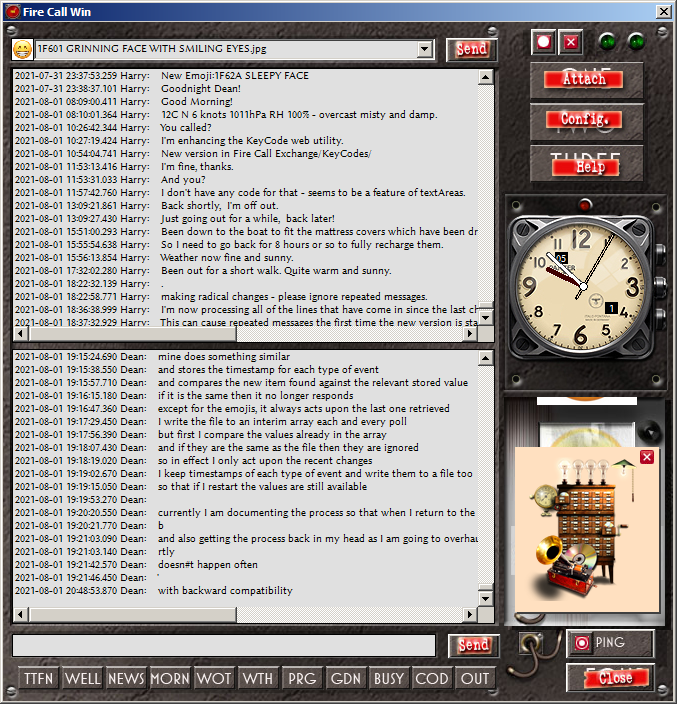 Fire Call Win
1F601 GRINNING FACE WITH SMILING EYES.jpg
Send
Attach
Config.
Help
2021-07-31 23:37:53.259 Harry: New Emoji:1F62A SLEEPY FACE
2021-07-31 23:38:37.101 Harry: Goodnight Dean!
2021-08-01 08:09:00.411 Harry: Good Morning!
2021-08-01 08:10:01.364 Harry: 12C N 6 knots 1011hPa RH 100% - overcast misty and damp.
2021-08-01 10:26:42.344 Harry: You called?
2021-08-01 10:27:19.424 Harry: I'm enhancing the KeyCode web utility.
2021-08-01 10:54:04.741 Harry: New version in Fire Call Exchange/KeyCodes/
2021-08-01 11:53:13.416 Harry: I'm fine, thanks.
2021-08-01 11:53:31.033 Harry: And you?
2021-08-01 11:57:42.760 Harry: I don't have any code for that - seems to be a feature of textAreas.
2021-08-01 13:09:21.861 Harry: Back shortly, I'm off out.
2021-08-01 13:09:27.430 Harry: Just going out for a while, back later!
2021-08-01 15:51:00.293 Harry: Been down to the boat to fit the mattress covers which have been dr
2021-08-01 15:55:54.638 Harry: So I need to go back for 8 hours or so to fully recharge them.
2021-08-01 15:56:13.854 Harry: Weather now fine and sunny.
2021-08-01 17:32:02.280 Harry: Been out for a short walk. Quite warm and sunny.
2021-08-01 18:22:32.139 Harry: .
2021-08-01 18:22:58.771 Harry: making radical changes - please ignore repeated messages.
2021-08-01 18:36:38.999 Harry: I'm now processing all of the lines that have come in since the last cl
2021-08-01 18:37:32.929 Harry: This can cause repeated messages the first time the new version is sta
2021-08-01 19:15:24.690 Dean: mine does something similar
2021-08-01 19:15:38.550 Dean: and stores the timestamp for each type of event
2021-08-01 19:15:57.710 Dean: and compares the new item found against the relevant stored value
2021-08-01 19:16:15.180 Dean: if it is the same then it no longer responds
2021-08-01 19:16:47.360 Dean: except for the emojis, it always acts upon the last one retrieved
2021-08-01 19:17:29.450 Dean: I write the file to an interim array each and every poll
2021-08-01 19:17:56.390 Dean: but first I compare the values already in the array
2021-08-01 19:18:07.430 Dean: and if they are the same as the file then they are ignored
2021-08-01 19:18:19.020 Dean: so in effect I only act upon the recent changes
2021-08-01 19:19:02.670 Dean: I keep timestamps of each type of event and write them to a file too
2021-08-01 19:19:15.050 Dean: so that if I restart the values are still available
2021-08-01 19:19:53.270 Dean:
2021-08-01 19:20:20.550 Dean: currently I am documenting the process so that when I return to the
2021-08-01 19:20:21.770 Dean: b
2021-08-01 19:21:03.090 Dean: and also getting the process back in my head as I am going to overhau
2021-08-01 19:21:03.140 Dean: rtly
2021-08-01 19:21:42.570 Dean: doesn#t happen often
2021-08-01 19:21:46.450 Dean: '
2021-08-01 20:48:53.870 Dean: with backward compatibility
12
1
2
3
4
5
6
7
8
9
10
05
1
Send
PING
Close
TTFN WELL NEWS MORN WOT WTH PRG GDN BUSY COD OUT